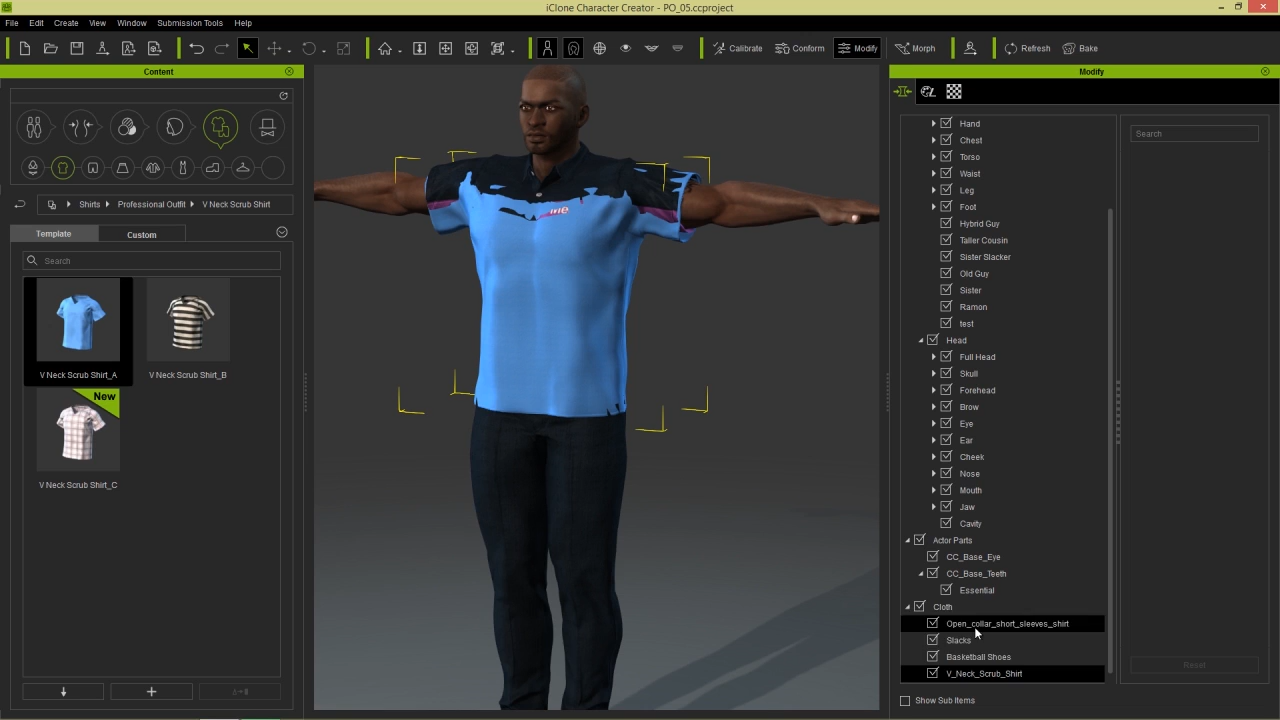 iClone Character Creator - PO_05.ccproject
File Edit Create View Window Submission Tools Help
Calibrate Conform Modify Morph Refresh Bake
Content
Shirts Professional Outfit V Neck Scrub Shirt
Template Custom
Search
V Neck Scrub Shirt_A V Neck Scrub Shirt_B
New
V Neck Scrub Shirt_C
me
Modify
Search
Hand
Chest
Torso
Waist
Leg
Foot
Hybrid Guy
Taller Cousin
Sister Slacker
Old Guy
Sister
Ramon
test
Head
Full Head
Skull
Forehead
Brow
Eye
Ear
Cheek
Nose
Mouth
Jaw
Cavity
Actor Parts
CC_Base_Eye
CC_Base_Teeth
Essential
Cloth
Open_collar_short_sleeves_shirt
Slacks
Basketball Shoes
V_Neck_Scrub_Shirt
Reset
Show Sub Items